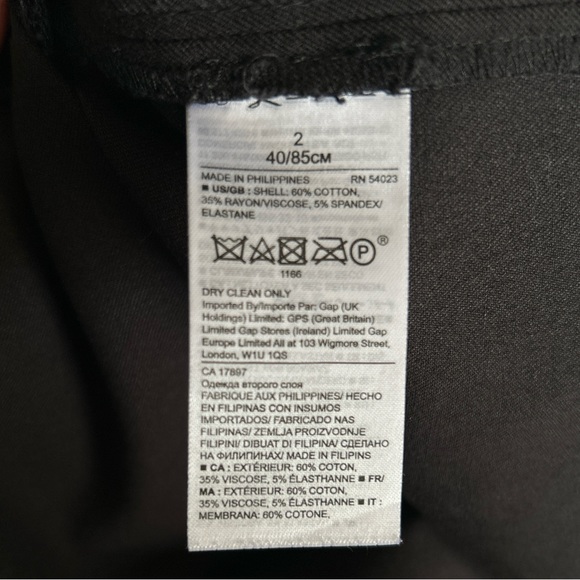 2
40/85CM
MADE IN PHILIPPINES RN 54023
■ US/GB : SHELL: 60% COTTON,
35% RAYON/VISCOSE, 5% SPANDEX/
ELASTANE
P ®
1166
DRY CLEAN ONLY
Imported By/Importe Par: Gap (UK
Holdings) Limited: GPS (Great Britain)
Limited Gap Stores (Ireland) Limited Gap
Europe Limited All at 103 Wigmore Street,
London, W1U 1QS
CA 17897
Одежда второго слоя
FABRIQUE AUX PHILIPPINES/ HECHO
EN FILIPINAS CON INSUMOS
IMPORTADOS/ FABRICADO NAS
FILIPINAS/ ZEMLJA PROIZVODNJE
FILIPINI/ DIBUAT DI FILIPINA/ СДЕЛАНО
НА ФИЛИПИНАХ/ MADE IN FILIPINS
■ CA : EXTÉRIEUR: 60% COTON,
35% VISCOSE, 5% ÉLASTHANNE ■ FR/
MA : EXTÉRIEUR: 60% COTON,
35% VISCOSE, 5% ÉLASTHANNE ■ IT :
MEMBRANA: 60% COTONE,